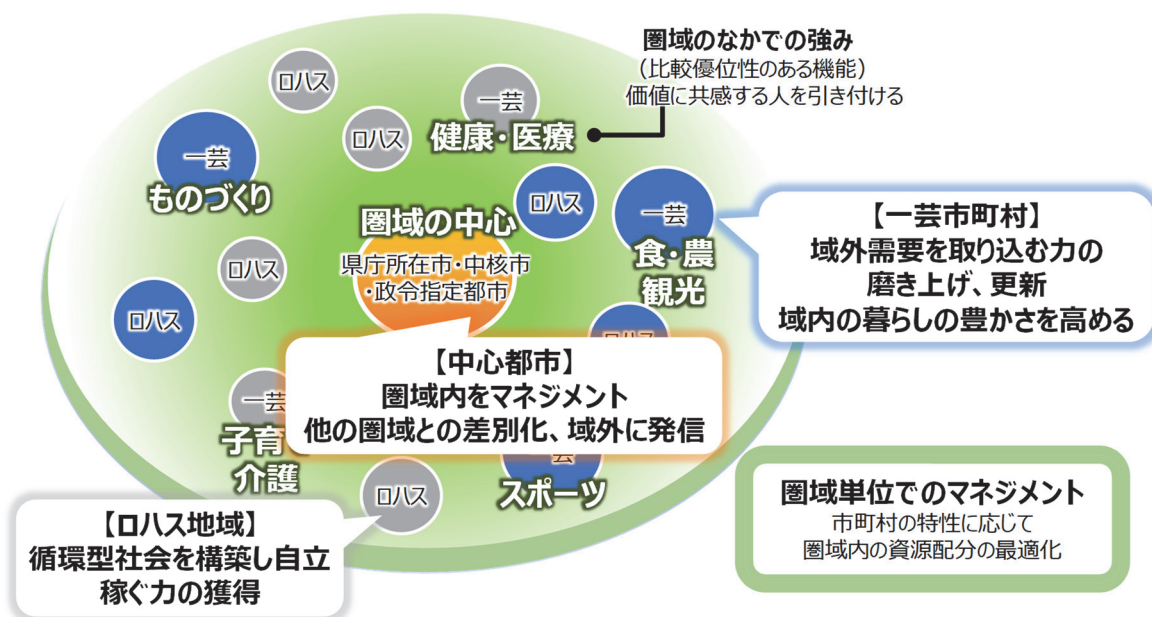 圏域のなかでの強み
（比較優位性のある機能）
価値に共感する人を引き付ける
ロハス
一芸
健康・医療
ロハス
一芸
ものづくり
ロハス
一芸
食・農
観光
圏域の中心
県庁所在市・中核市
・政令指定都市
【一芸市町村】
域外需要を取り込む力の
磨き上げ、更新
域内の暮らしの豊かさを高める
ロハス
ロハス
ロハス
【中心都市】
圏域内をマネジメント
他の圏域との差別化、域外に発信
一芸
子育
介護
ロハス
スポーツ
【ロハス地域】
循環型社会を構築し自立
稼ぐ力の獲得
圏域単位でのマネジメント
市町村の特性に応じて
圏域内の資源配分の最適化